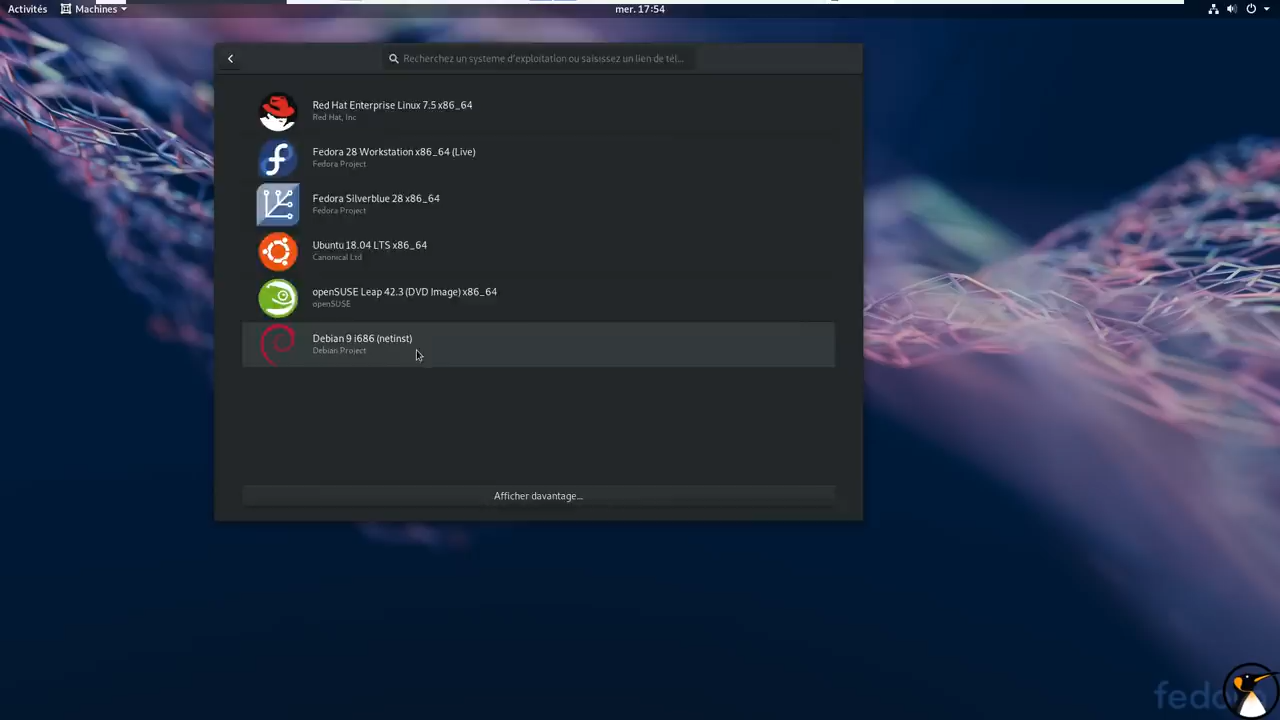 Activités Machines mer. 17:54
Recherchez un systeme d'exploitation ou saisissez un lien de tél...
Red Hat Enterprise Linux 7.5 x86_64
Red Hat, Inc
Fedora 28 Workstation x86_64 (Live)
Fedora Project
Fedora Silverblue 28 x86_64
Fedora Project
Ubuntu 18.04 LTS x86_64
Canonical Ltd
openSUSE Leap 42.3 (DVD Image) x86_64
openSUSE
Debian 9 i686 (netinst)
Debian Project
Afficher davantage...